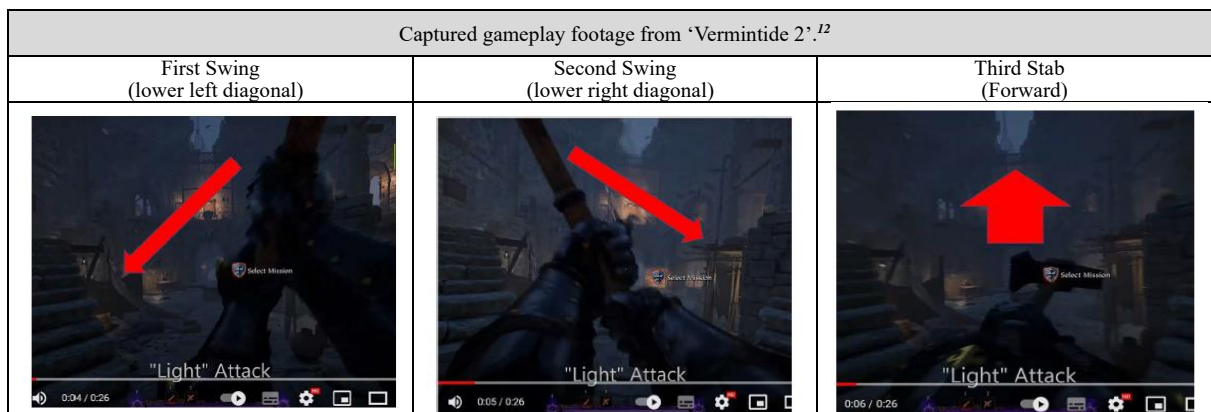 Captured gameplay footage from ‘Vermintide 2’.12
First Swing
(lower left diagonal)
Second Swing
(lower right diagonal)
Third Stab
(Forward)
Select Mission
"Light" Attack
0:04 / 0:26
Select Mission
"Light" Attack
0:05 / 0:26
Select Mission
"Light" Attack
0:06 / 0:26